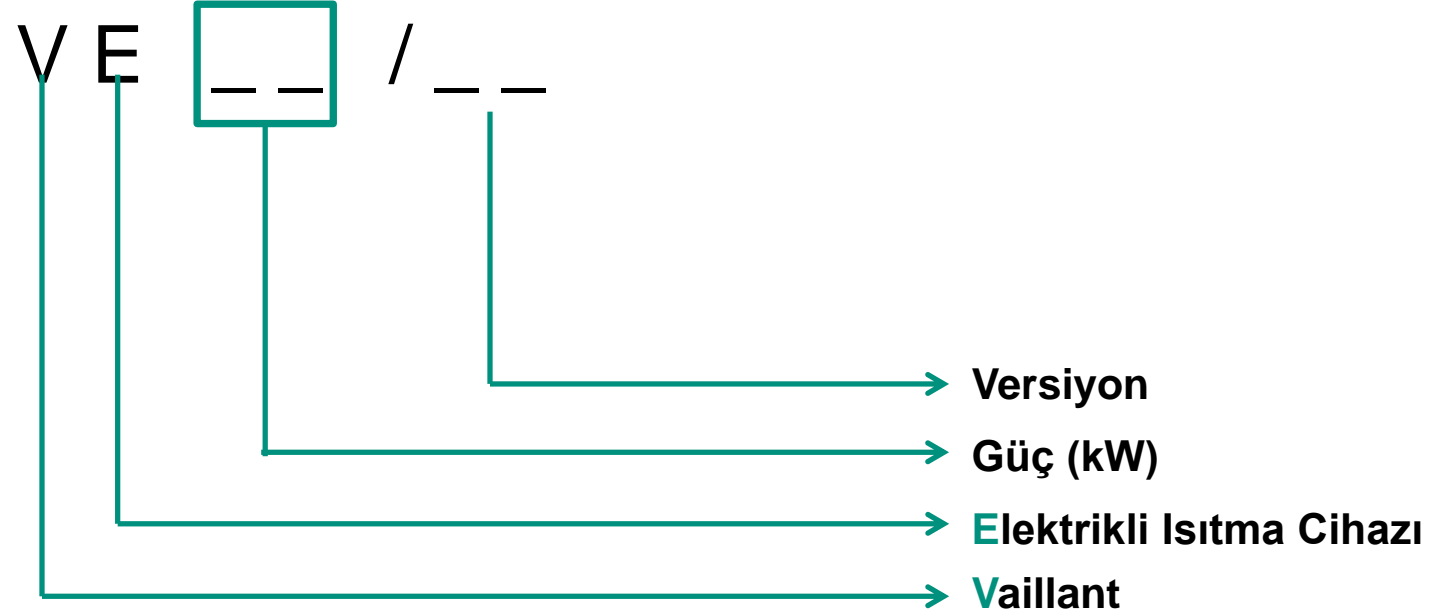 V E _ _ / _ _
Versiyon
Güç (kW)
Elektrikli Isıtma Cihazı
Vaillant